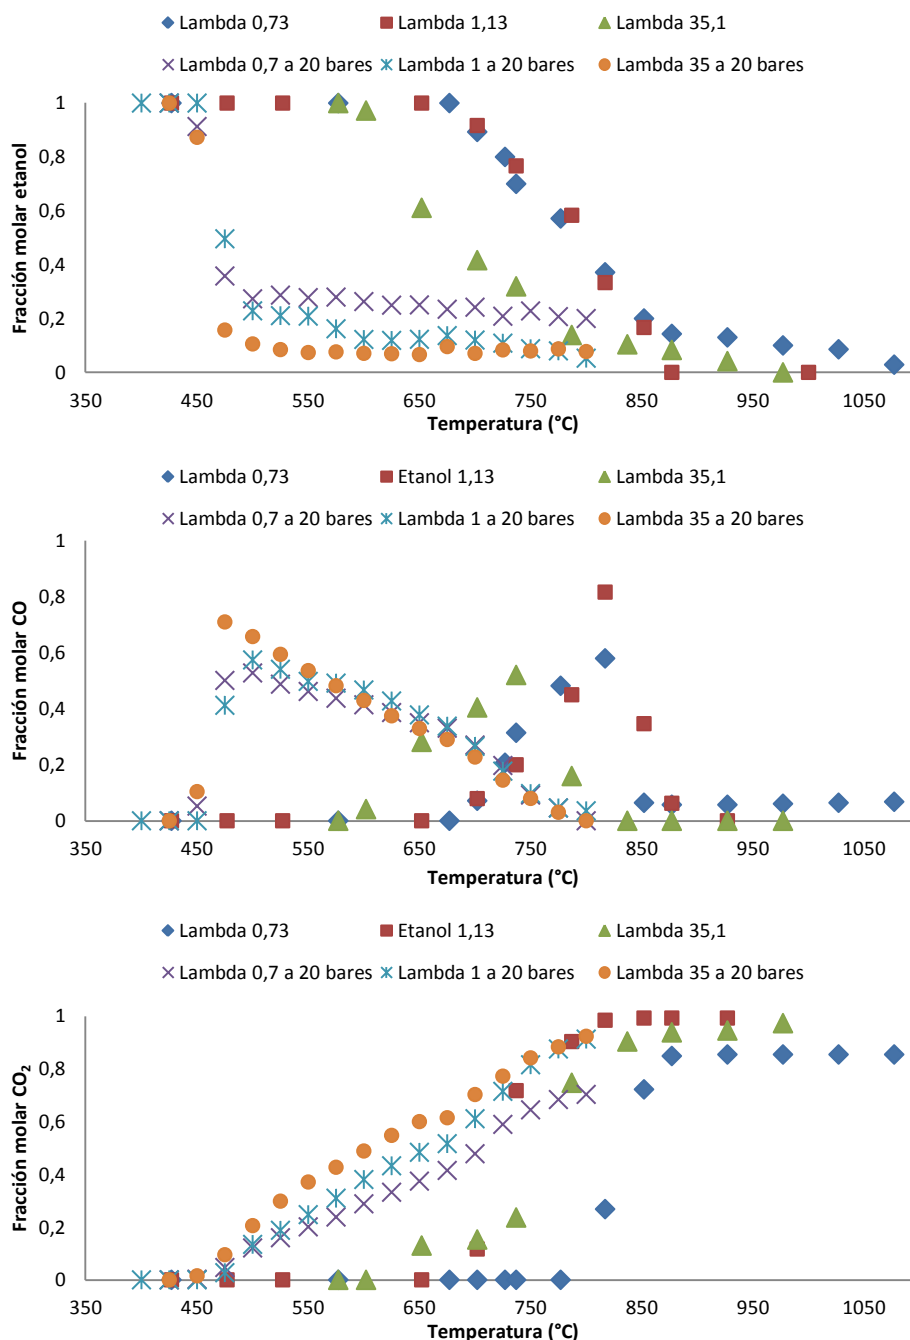 Lambda 0,73 Lambda 1,13 Lambda 35,1
Lambda 0,7 a 20 bares Lambda 1 a 20 bares Lambda 35 a 20 bares
Fracción molar etanol
1
0,8
0,6
0,4
0,2
0
350 450 550 650 750 850 950 1050
Temperatura (°C)
Lambda 0,73 Etanol 1,13 Lambda 35,1
Lambda 0,7 a 20 bares Lambda 1 a 20 bares Lambda 35 a 20 bares
Fracción molar CO
1
0,8
0,6
0,4
0,2
0
350 450 550 650 750 850 950 1050
Temperatura (°C)
Lambda 0,73 Etanol 1,13 Lambda 35,1
Lambda 0,7 a 20 bares Lambda 1 a 20 bares Lambda 35 a 20 bares
Fracción molar CO₂
1
0,8
0,6
0,4
0,2
0
350 450 550 650 750 850 950 1050
Temperatura (°C)